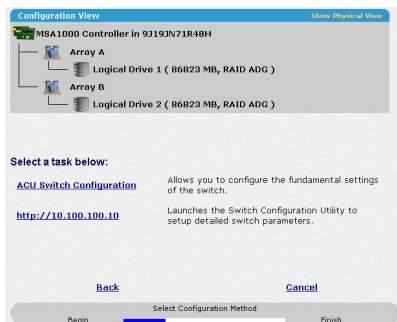 Configuration View Show Physical View
MSA1000 Controller in 9J19JN71R48H
Array A
Logical Drive 1 ( 86823 MB, RAID ADG )
Array B
Logical Drive 2 ( 86823 MB, RAID ADG )
Select a task below:
ACU Switch Configuration
Allows you to configure the fundamental settings
of the switch.
http://10.100.100.10
Launches the Switch Configuration Utility to
setup detailed switch parameters.
Back Cancel
Select Configuration Method
Begin Finish